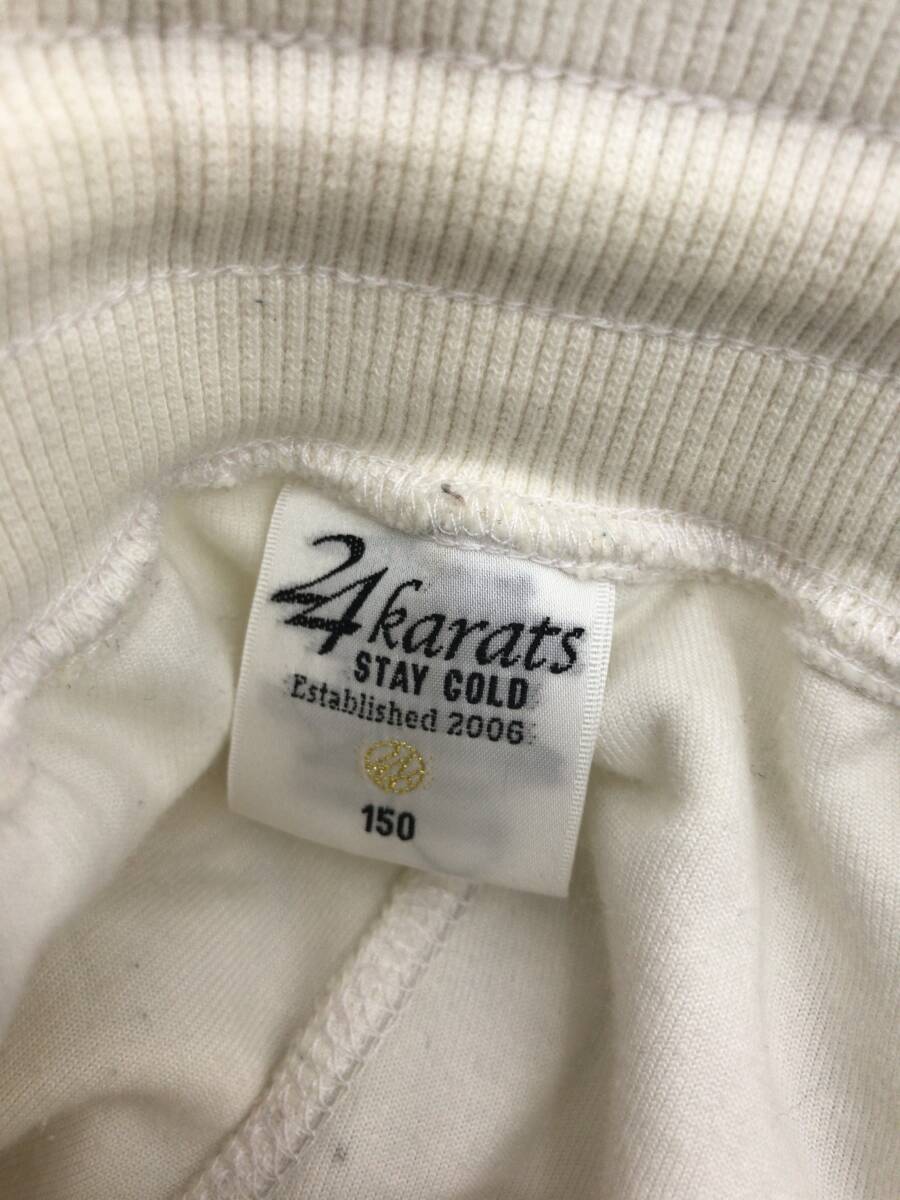 24karats
STAY GOLD
Established 2006
150